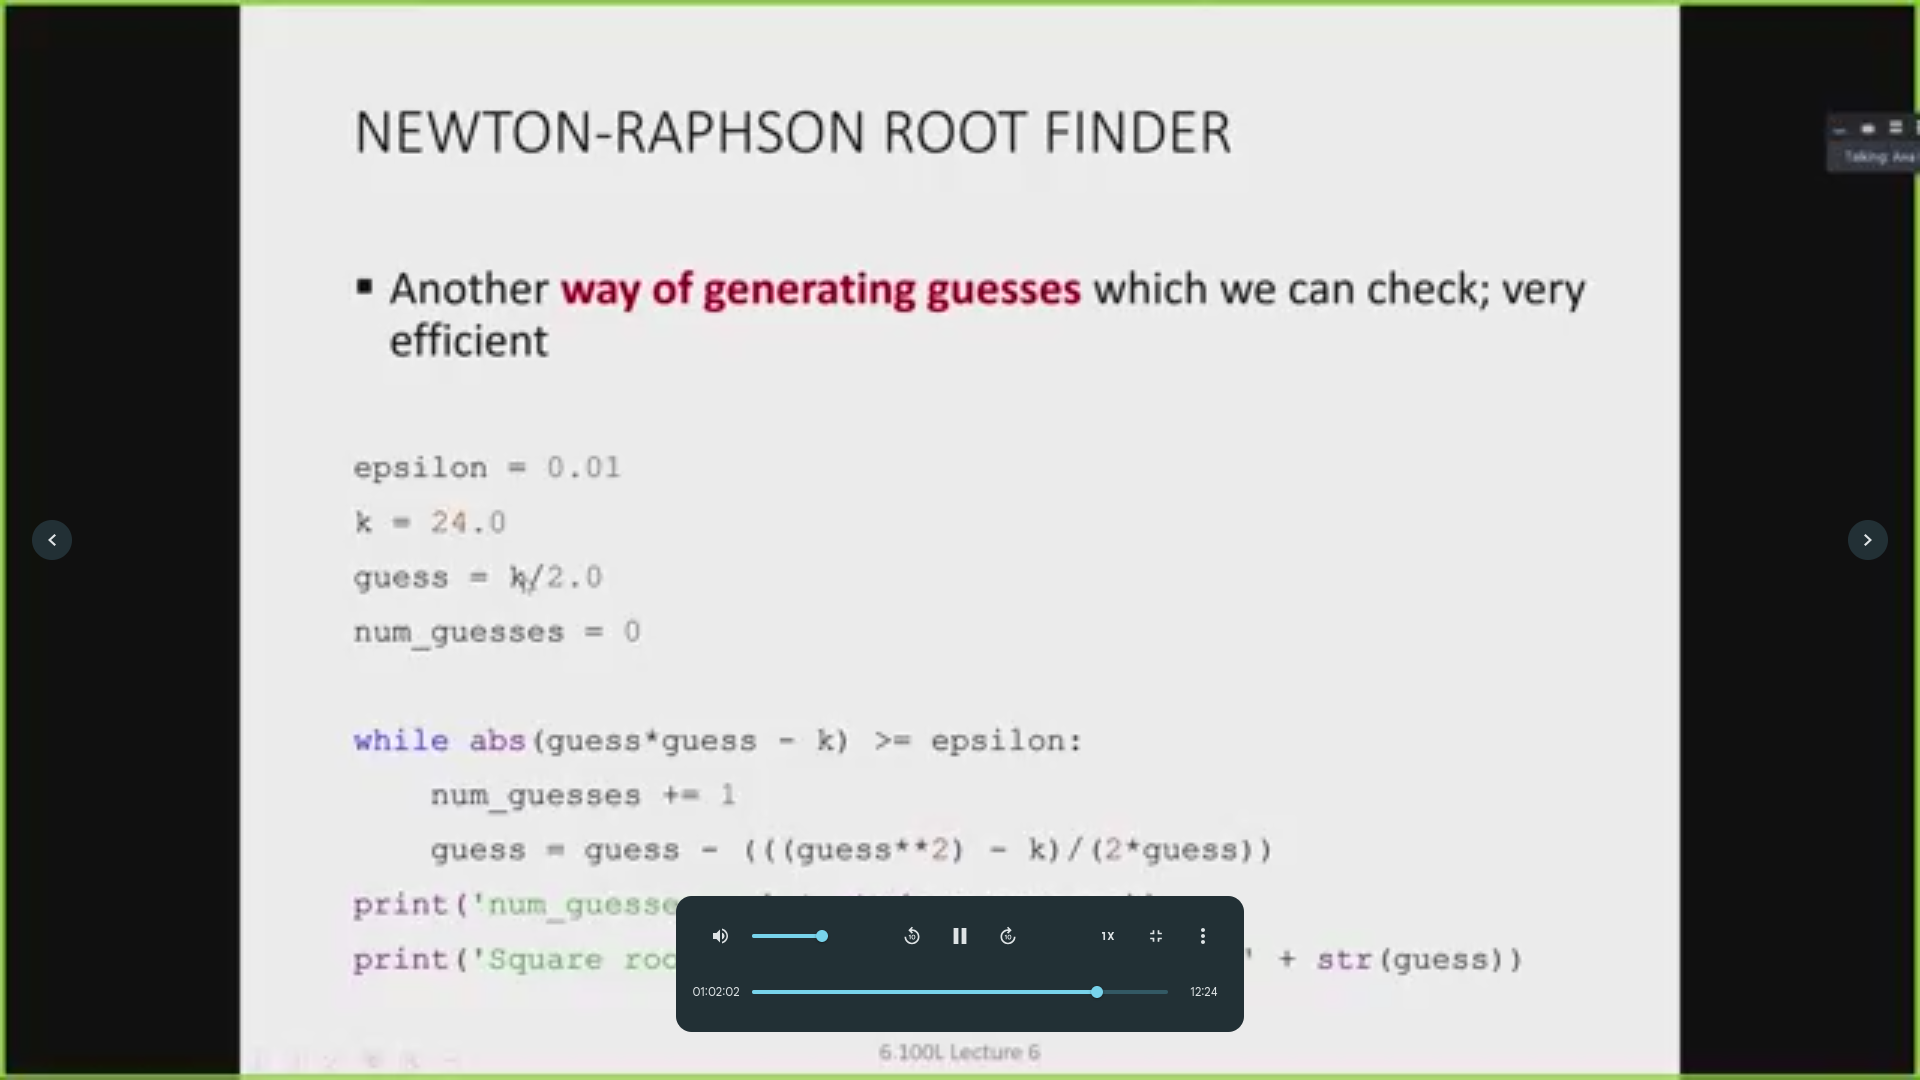 NEWTON-RAPHSON ROOT FINDER
Talking: Ana
▪ Another way of generating guesses which we can check; very
efficient
epsilon = 0.01
k = 24.0
guess = k/2.0
num_guesses = 0
while abs(guess*guess - k) >= epsilon:
    num_guesses += 1
    guess = guess - (((guess**2) - k)/(2*guess))
print('num_guesse
print('Square roo ' + str(guess))
10 10 1X
01:02:02 12:24
6.100L Lecture 6